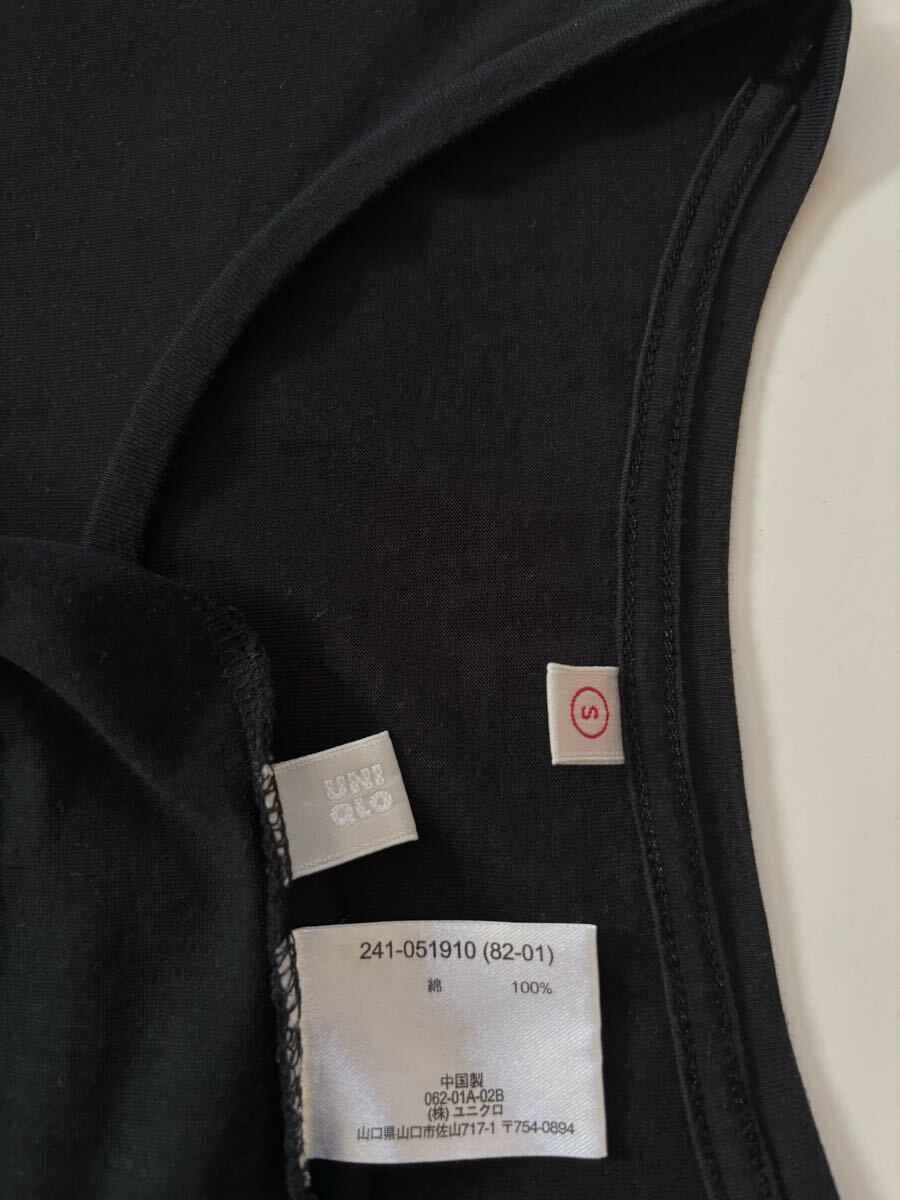 S
UNI
QLO
241-051910 (82-01)
綿 100%
中国製
062-01A-02B
(株) ユニクロ
山口県山口市佐山717-1 〒754-0894